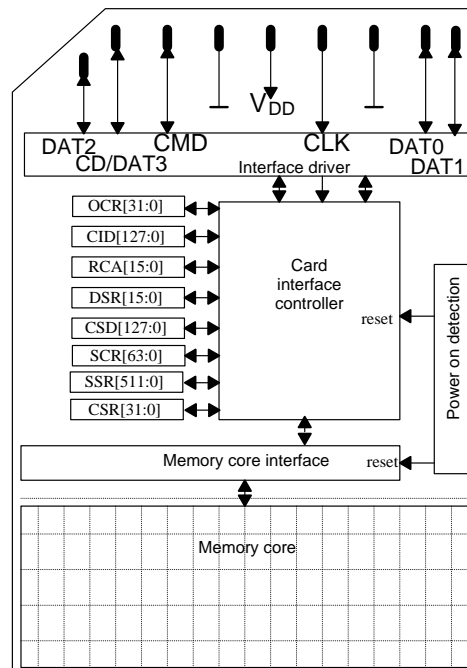 V_DD
DAT2 CMD CLK DAT0
CD/DAT3 DAT1
Interface driver
OCR[31:0]
CID[127:0]
RCA[15:0]
DSR[15:0]
CSD[127:0]
SCR[63:0]
SSR[511:0]
CSR[31:0]
Card
interface
controller
reset
Power on detection
Memory core interface reset
Memory core